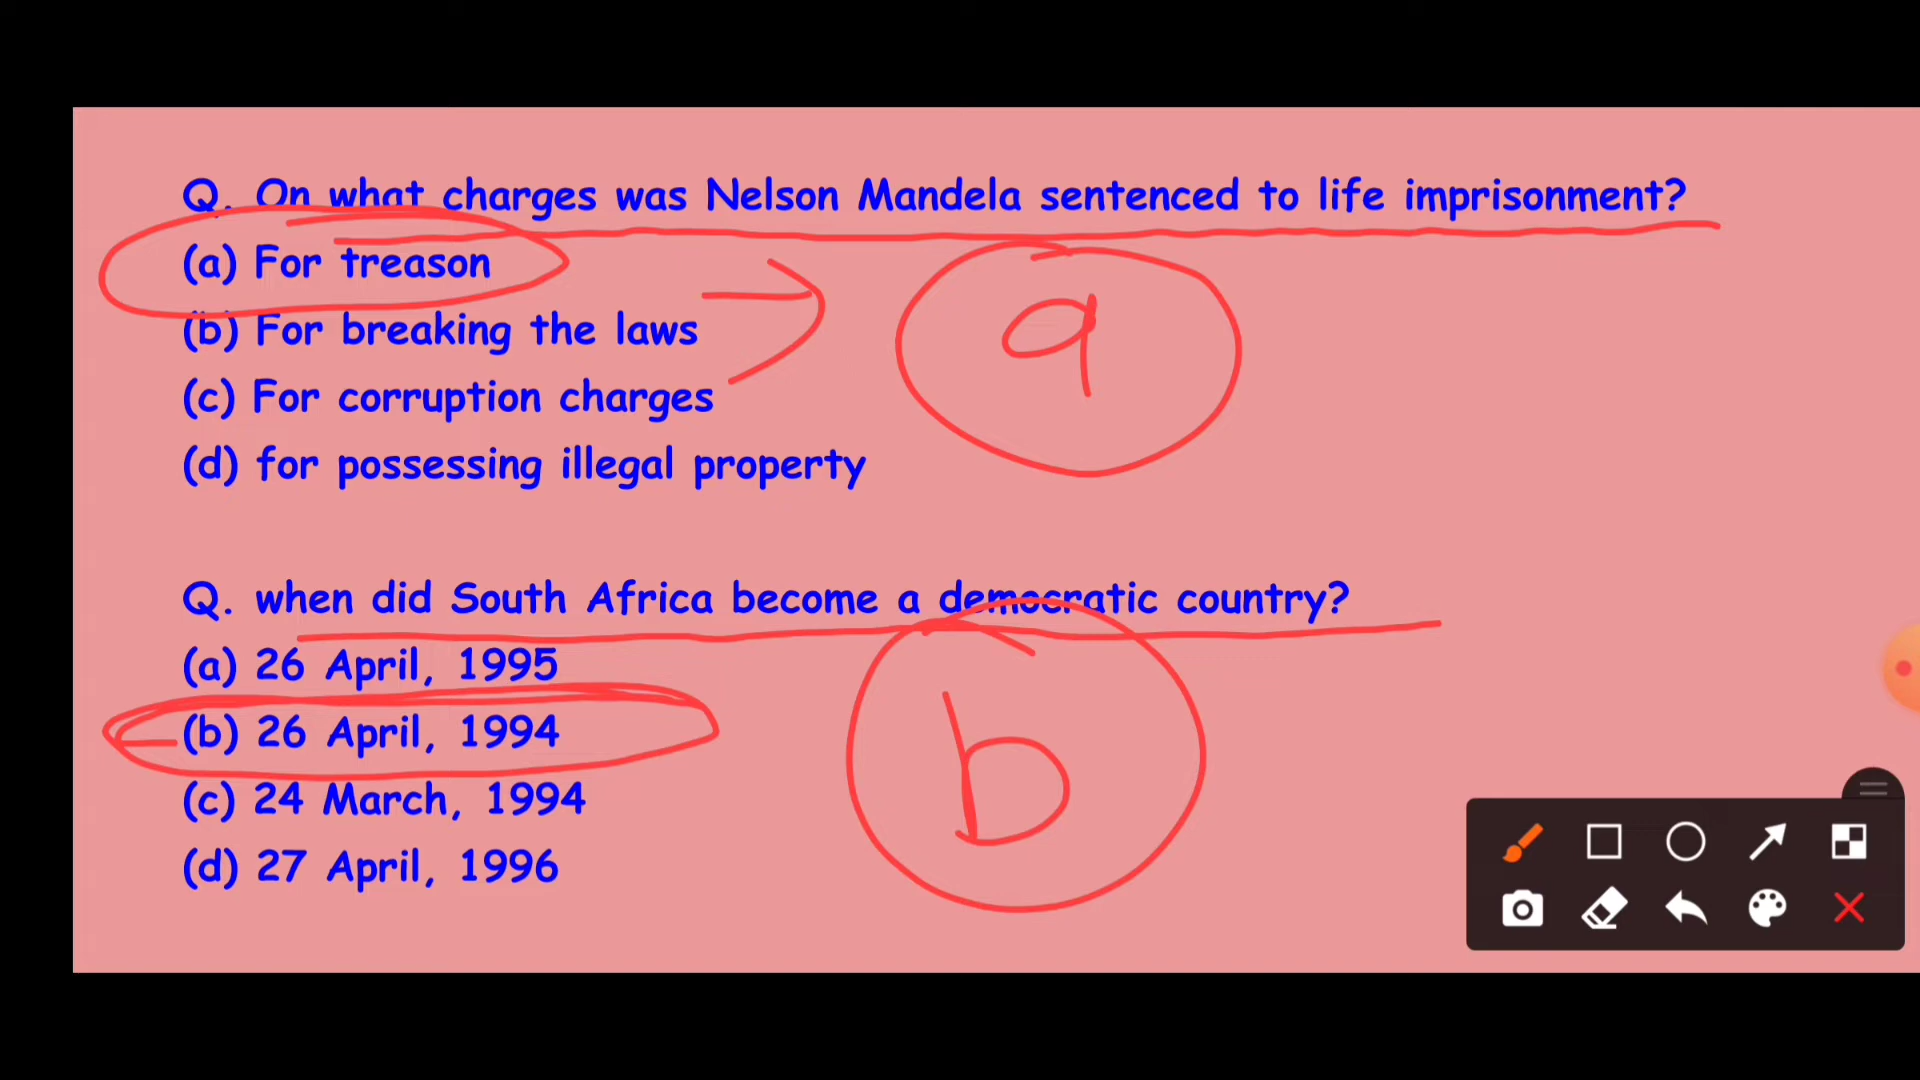 Q. On what charges was Nelson Mandela sentenced to life imprisonment?
(a) For treason
(b) For breaking the laws
a
(c) For corruption charges
(d) for possessing illegal property
Q. when did South Africa become a democratic country?
(a) 26 April, 1995
(b) 26 April, 1994
b
(c) 24 March, 1994
(d) 27 April, 1996